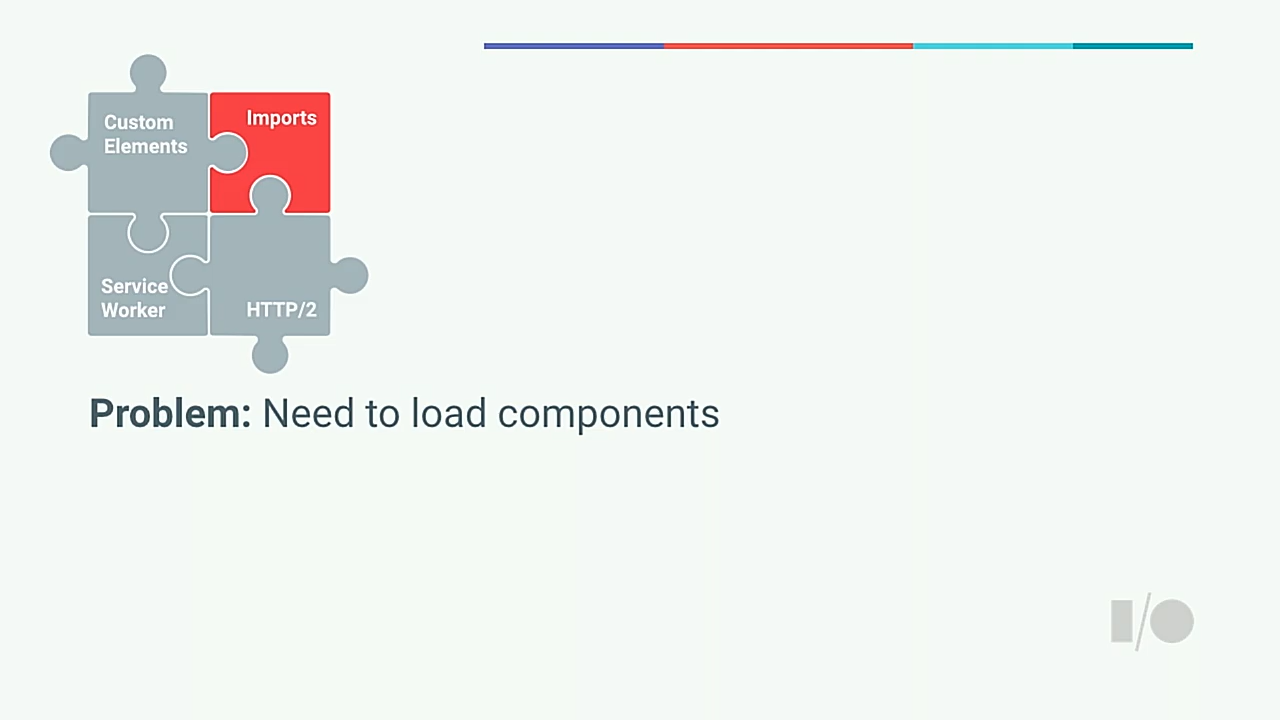 Custom
Elements
Imports
Service
Worker
HTTP/2
Problem: Need to load components
I/O